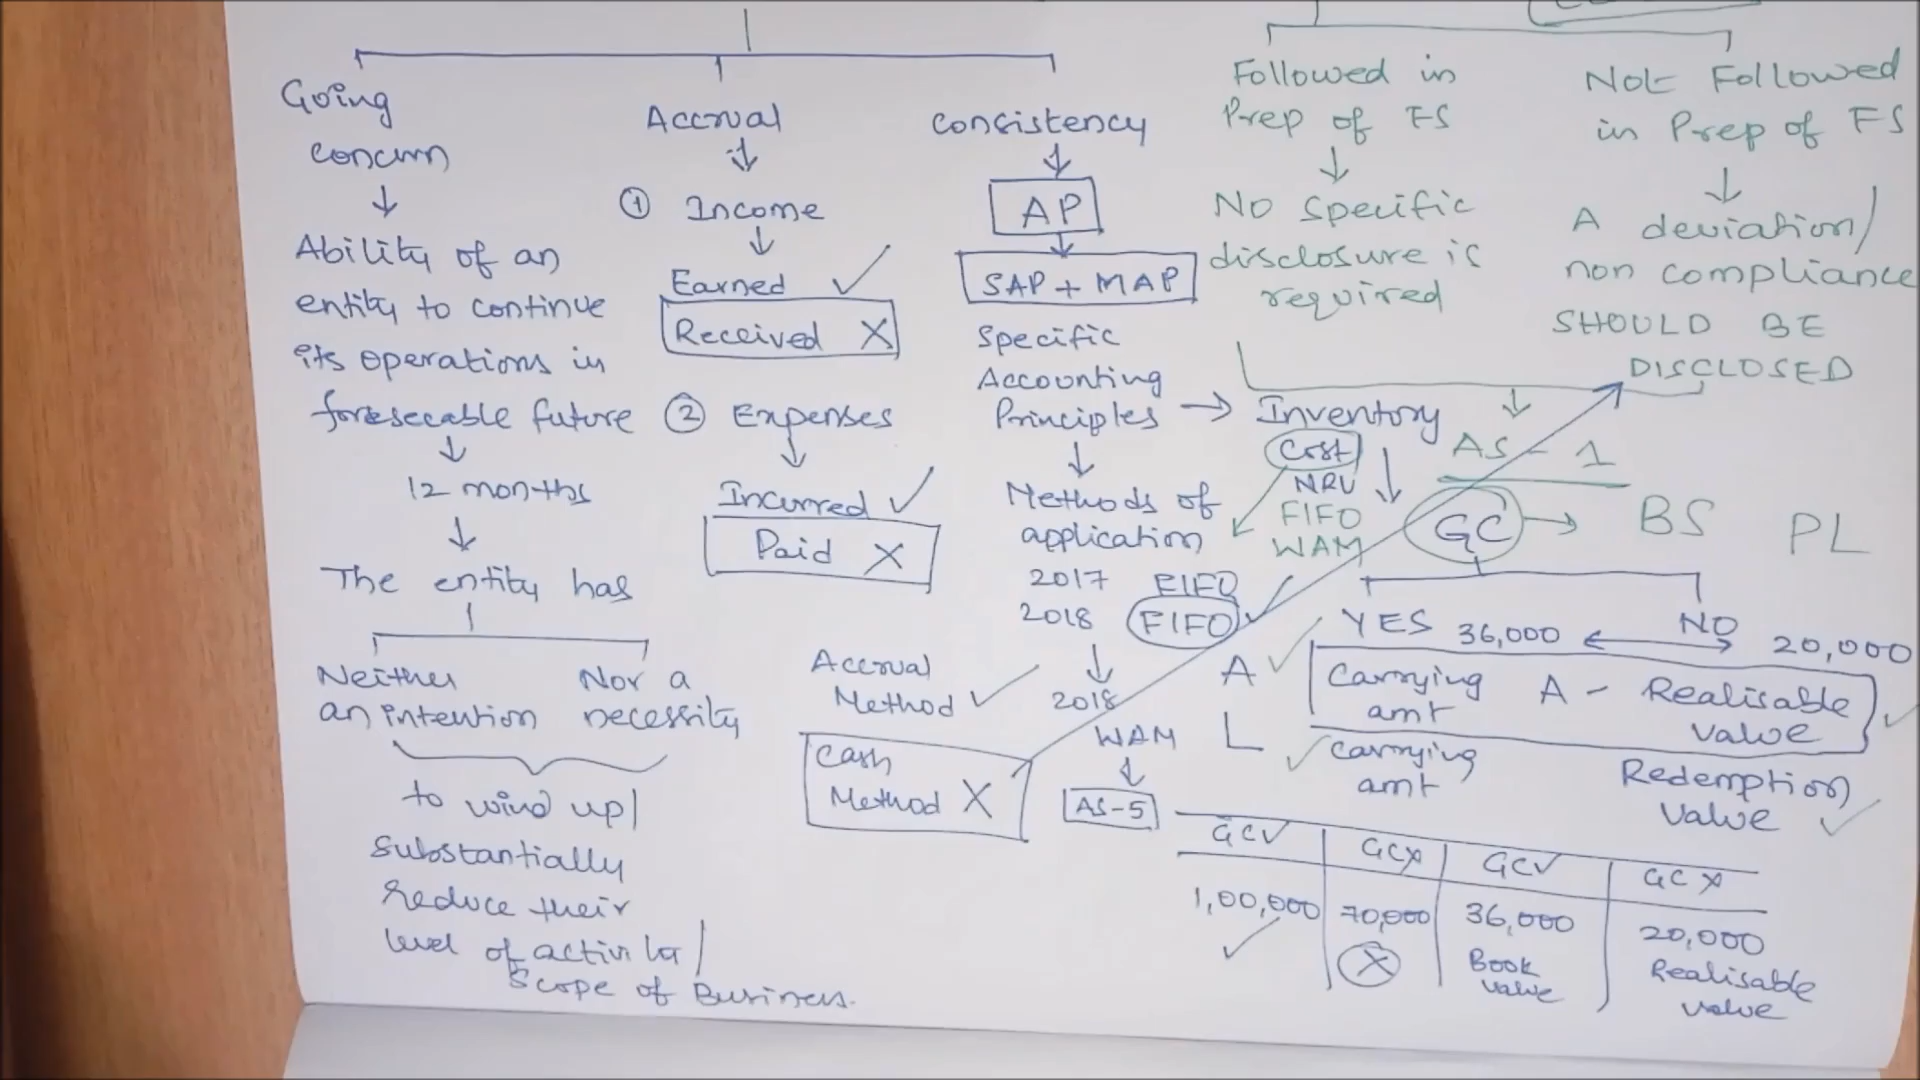 Going
concurn
Ability of an
entity to continue
its operations in
foreseeable future
12 months
The entity has
Neither
an intention
Nor a
necessity
to wind up/
Substantially
reduce their
level of activity /
Scope of Business.
Accrual
① Income
Earned ✓
Received X
② Expenses
Incurred ✓
Paid X
Accrual
Method ✓
Cash
Method X
Consistency
AP
SAP + MAP
Specific
Accounting
Principles → Inventory
Cost
NRV
FIFO
WAM
Methods of
application
2017 FIFO
2018 FIFO ✓
2018
WAM
AS-5
Followed in
Prep of FS
No specific
disclosure is
required
Not Followed
in Prep of FS
A deviation/
non compliance
SHOULD BE
DISCLOSED
AS - 1
GC → BS PL
YES 36,000 NO 20,000
A ✓ Carrying
amt
A - Realisable
value ✓
L ✓ Carrying
amt
Redemption
Value ✓
GC✓ GCX GC✓ GC X
1,00,000 70,000 36,000 20,000
✓ X Book
value
Realisable
value